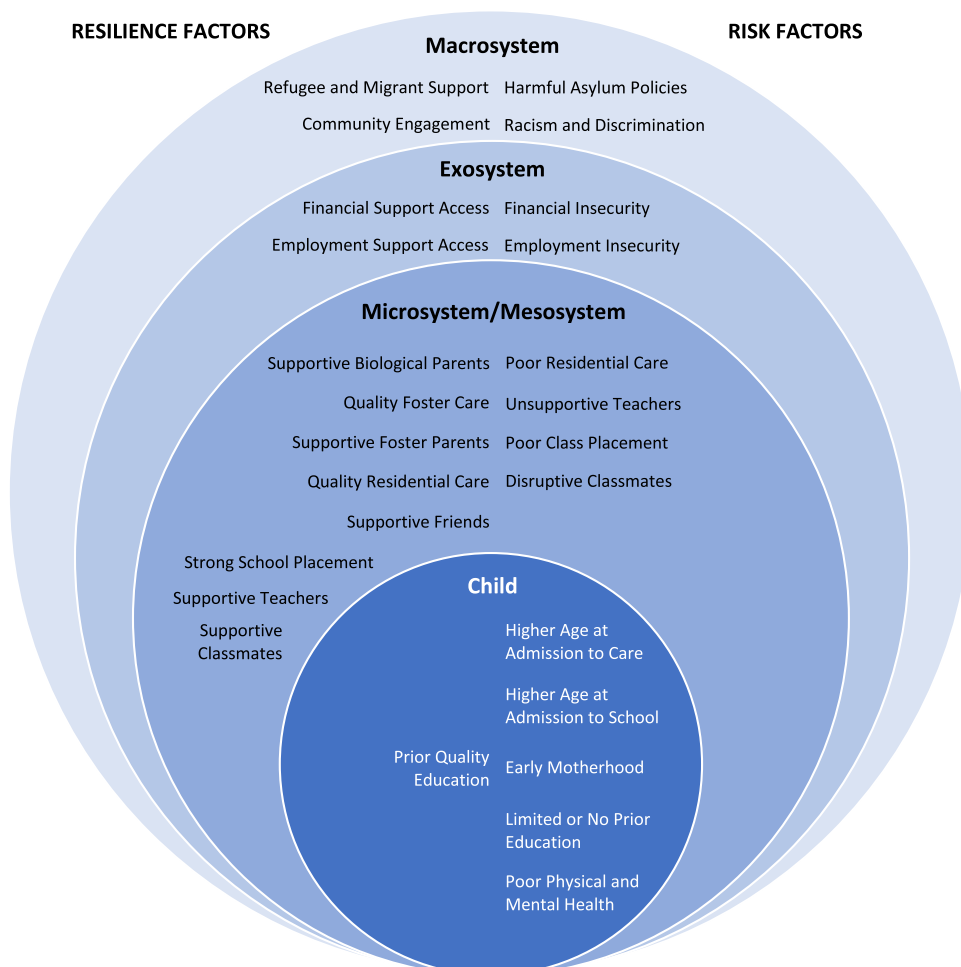 RESILIENCE FACTORS
RISK FACTORS
Macrosystem
Refugee and Migrant Support
Harmful Asylum Policies
Community Engagement
Racism and Discrimination
Exosystem
Financial Support Access
Financial Insecurity
Employment Support Access
Employment Insecurity
Microsystem/Mesosystem
Supportive Biological Parents
Poor Residential Care
Quality Foster Care
Unsupportive Teachers
Supportive Foster Parents
Poor Class Placement
Quality Residential Care
Disruptive Classmates
Supportive Friends
Strong School Placement
Supportive Teachers
Supportive
Classmates
Child
Higher Age at
Admission to Care
Higher Age at
Admission to School
Prior Quality
Education
Early Motherhood
Limited or No Prior
Education
Poor Physical and
Mental Health